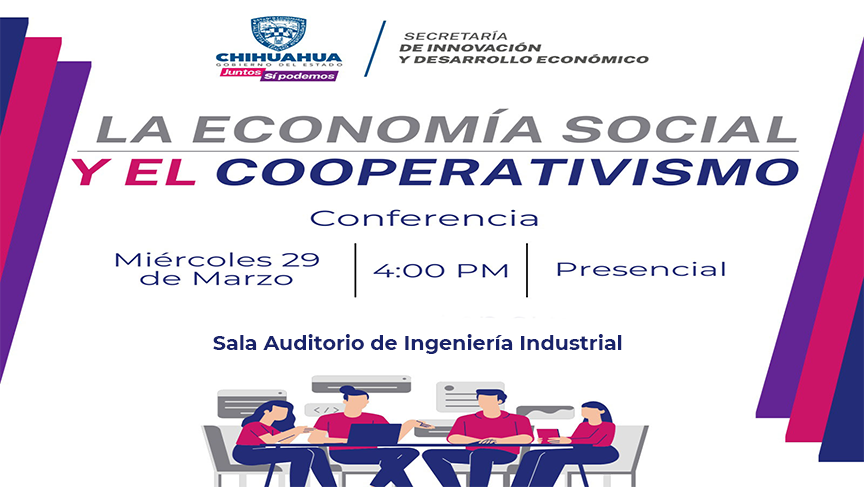 CHIHUAHUA
GOBIERNO DEL ESTADO
Juntos Sí podemos
SECRETARÍA
DE INNOVACIÓN
Y DESARROLLO ECONÓMICO
LA ECONOMÍA SOCIAL
Y EL COOPERATIVISMO
Conferencia
Miércoles 29
de Marzo
4:00 PM
Presencial
Sala Auditorio de Ingeniería Industrial